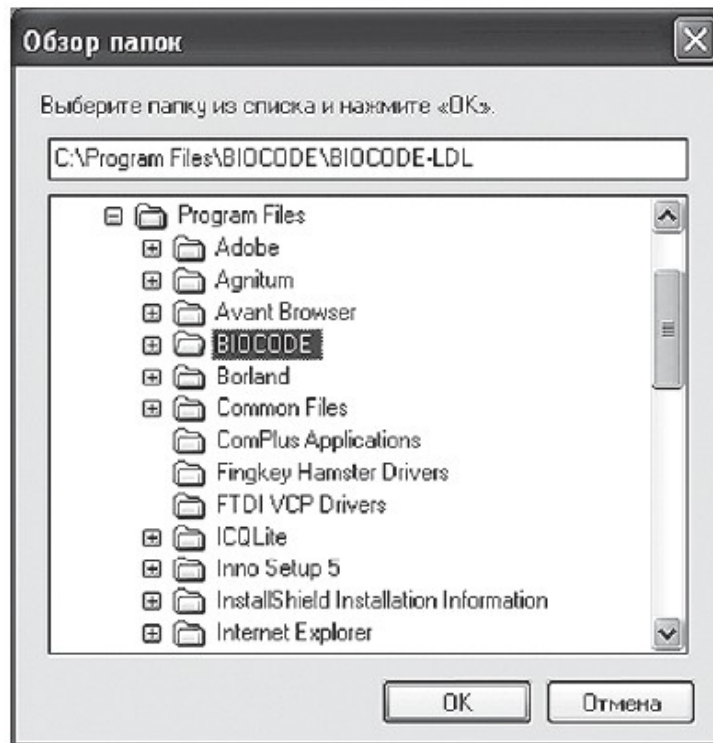 Обзор папок
Выберите папку из списка и нажмите «ОК».
C:\Program Files\BIOCODE\BIOCODE-LDL
Program Files
Adobe
Agnitum
Avant Browser
BIOCODE
Borland
Common Files
ComPlus Applications
Fingkey Hamster Drivers
FTDI VCP Drivers
ICQLite
Inno Setup 5
InstallShield Installation Information
Internet Explorer
ОК Отмена